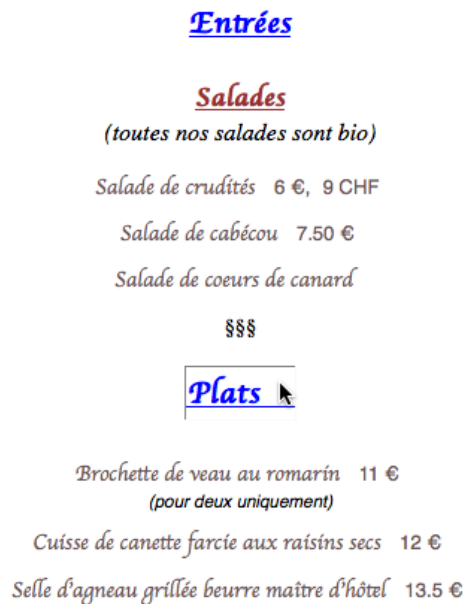 Entrées
Salades
(toutes nos salades sont bio)
Salade de crudités 6 €, 9 CHF
Salade de cabécou 7.50 €
Salade de coeurs de canard
§§§
Plats
Brochette de veau au romarin 11 €
(pour deux uniquement)
Cuisse de canette farcie aux raisins secs 12 €
Selle d'agneau grillée beurre maître d'hôtel 13.5 €